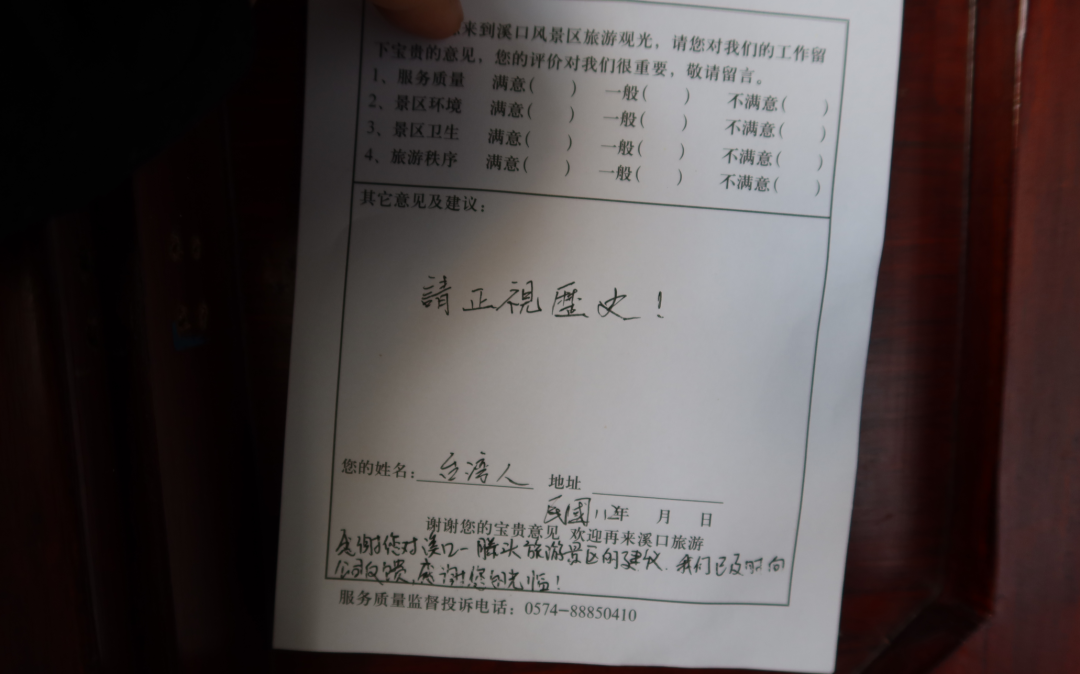 来到溪口风景区旅游观光，请您对我们的工作留
下宝贵的意见，您的评价对我们很重要，敬请留言。
1、服务质量 满意( ) 一般( ) 不满意( )
2、景区环境 满意( ) 一般( ) 不满意( )
3、景区卫生 满意( ) 一般( ) 不满意( )
4、旅游秩序 满意( ) 一般( ) 不满意( )
其它意见及建议：
請正視歷史！
您的姓名：台湾人 地址
民國 年 月 日
谢谢您的宝贵意见 欢迎再来溪口旅游
感谢您对溪口一滕头旅游景区的建议，我们已及时向
公司反馈，感谢您的光临！
服务质量监督投诉电话：0574-88850410